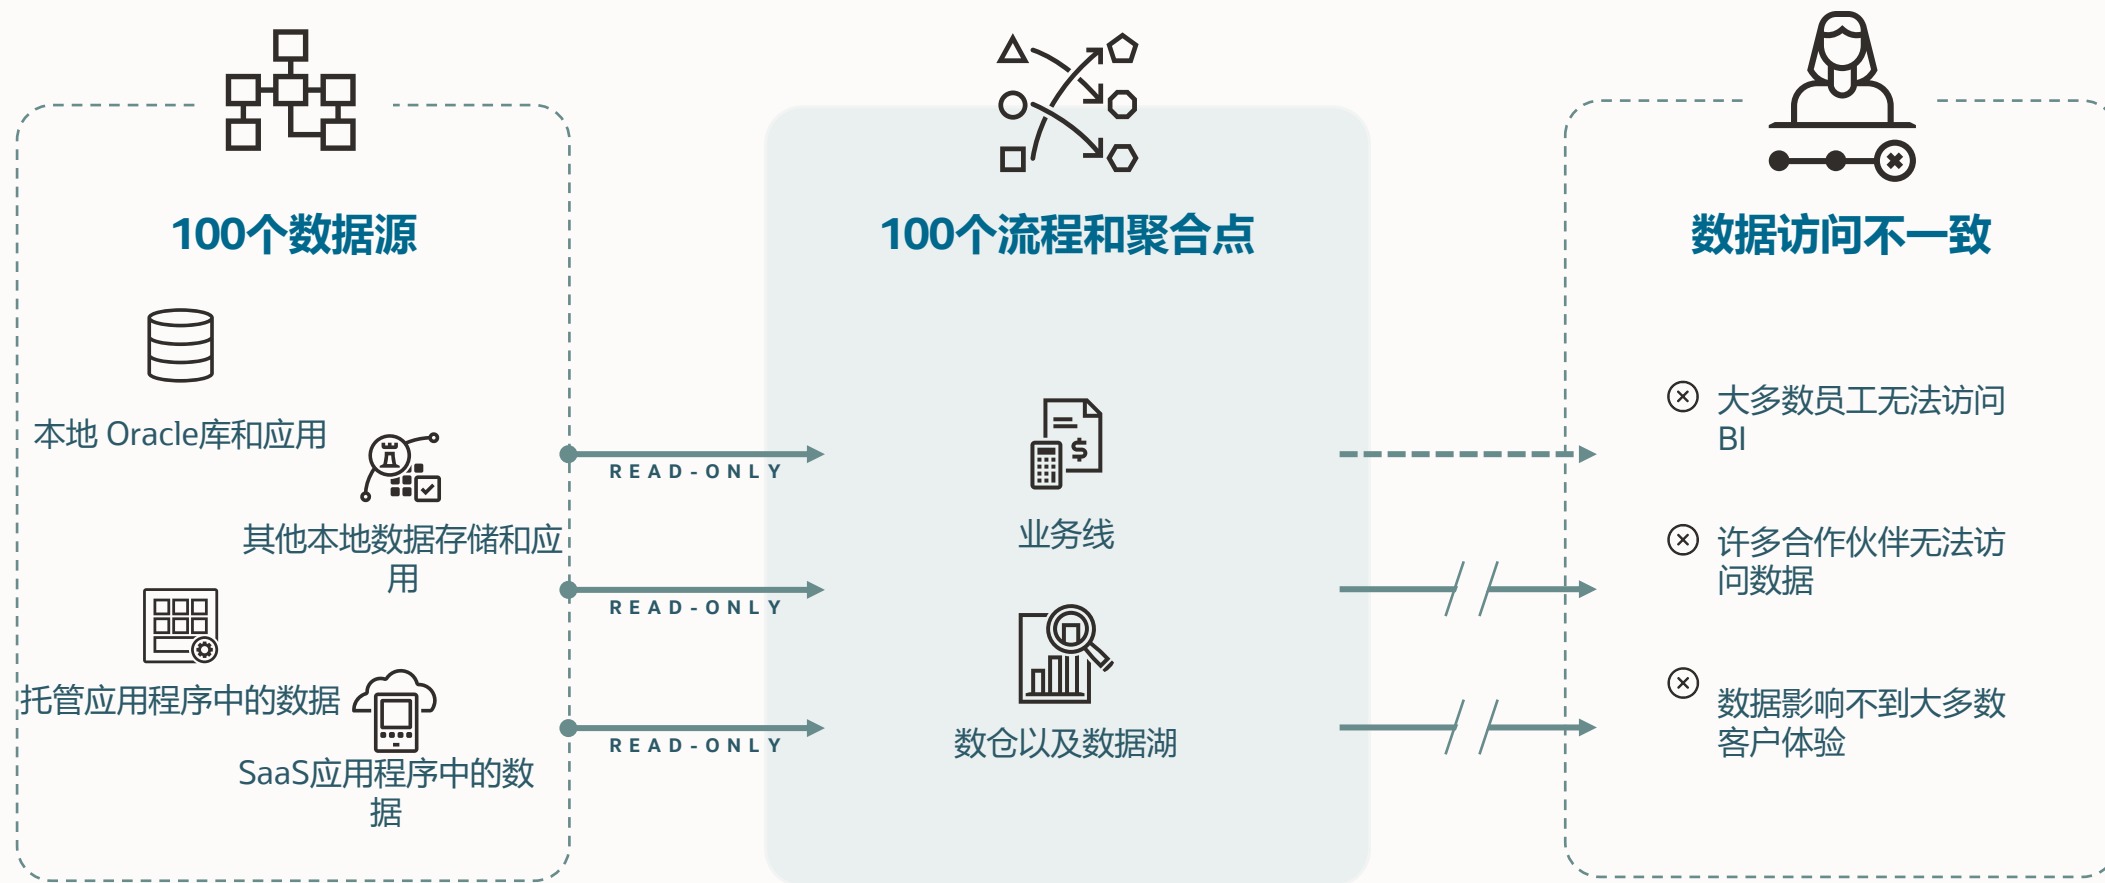 100个数据源
本地 Oracle库和应用
其他本地数据存储和应
用
托管应用程序中的数据
SaaS应用程序中的数
据
READ-ONLY
READ-ONLY
READ-ONLY
100个流程和聚合点
$
业务线
数仓以及数据湖
数据访问不一致
大多数员工无法访问
BI
许多合作伙伴无法访
问数据
数据影响不到大多数
客户体验